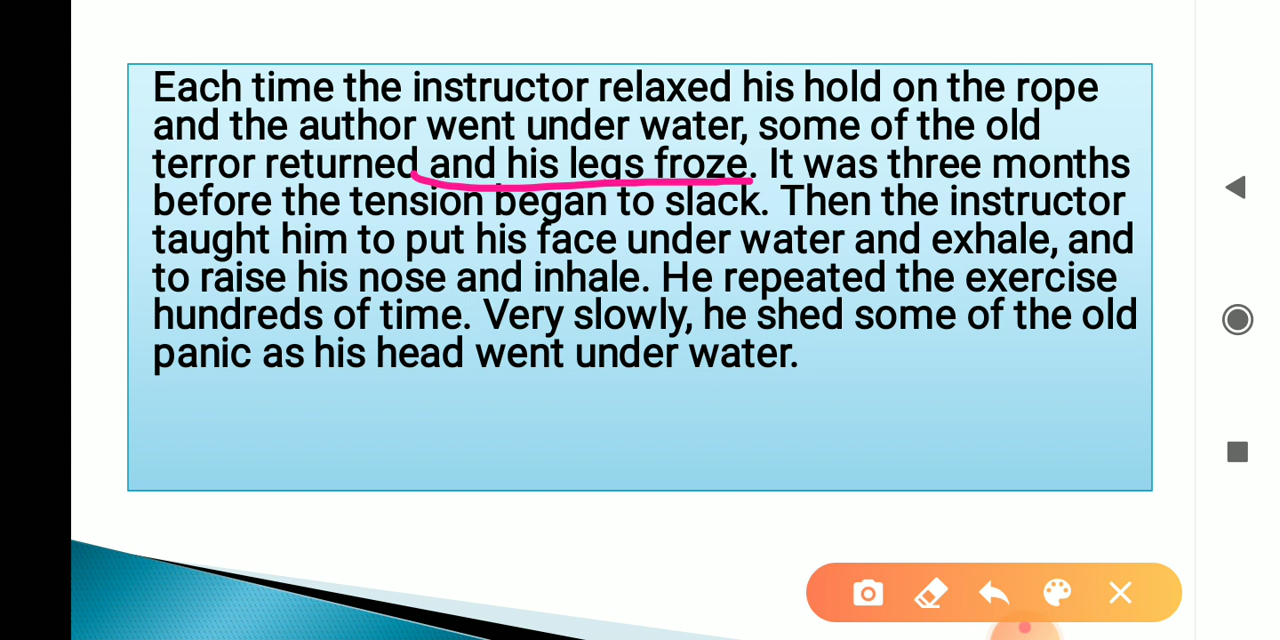 Each time the instructor relaxed his hold on the rope
and the author went under water, some of the old
terror returned and his legs froze. It was three months
before the tension began to slack. Then the instructor
taught him to put his face under water and exhale, and
to raise his nose and inhale. He repeated the exercise
hundreds of time. Very slowly, he shed some of the old
panic as his head went under water.